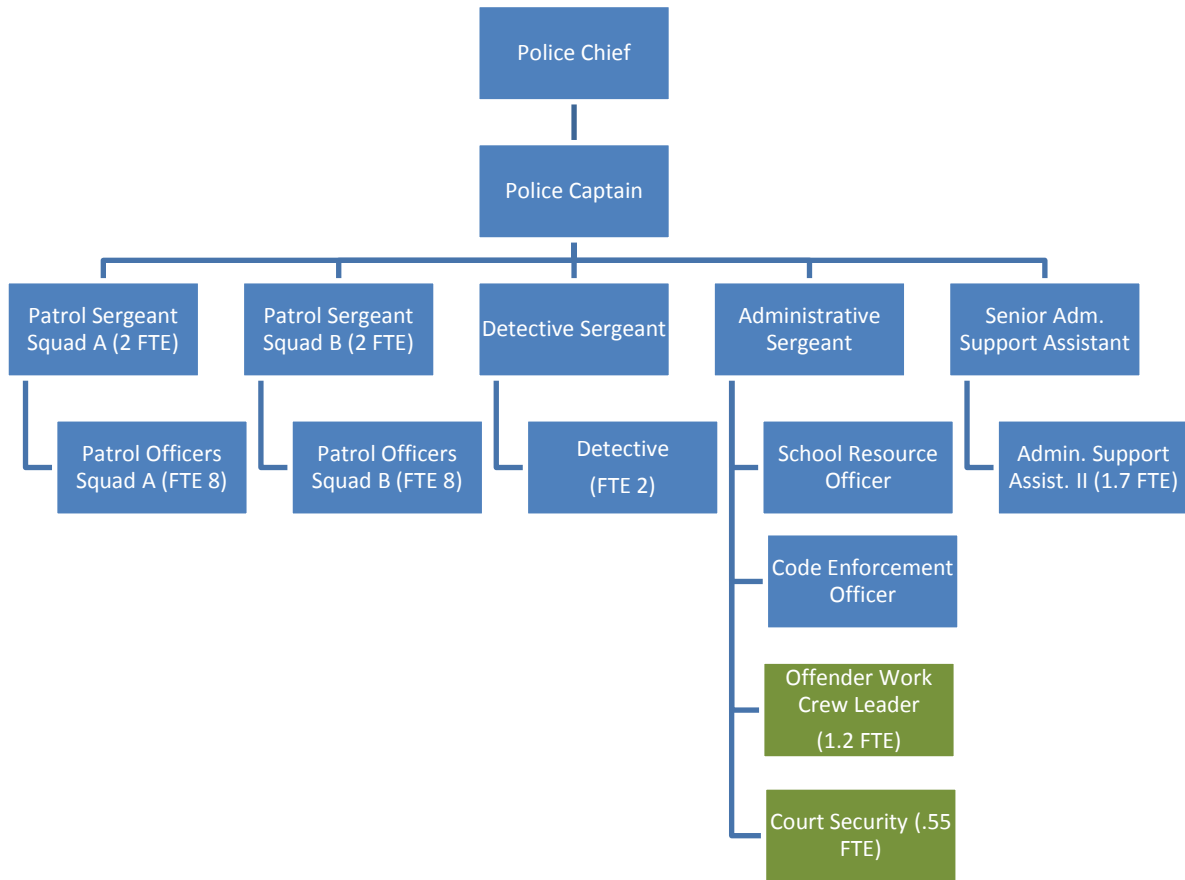 Police Chief
Police Captain
Patrol Sergeant
Squad A (2 FTE)
Patrol Sergeant
Squad B (2 FTE)
Detective Sergeant
Administrative
Sergeant
Senior Adm.
Support Assistant
Patrol Officers
Squad A (FTE 8)
Patrol Officers
Squad B (FTE 8)
Detective
(FTE 2)
School Resource
Officer
Admin. Support
Assist. II (1.7 FTE)
Code Enforcement
Officer
Offender Work
Crew Leader
(1.2 FTE)
Court Security (.55
FTE)